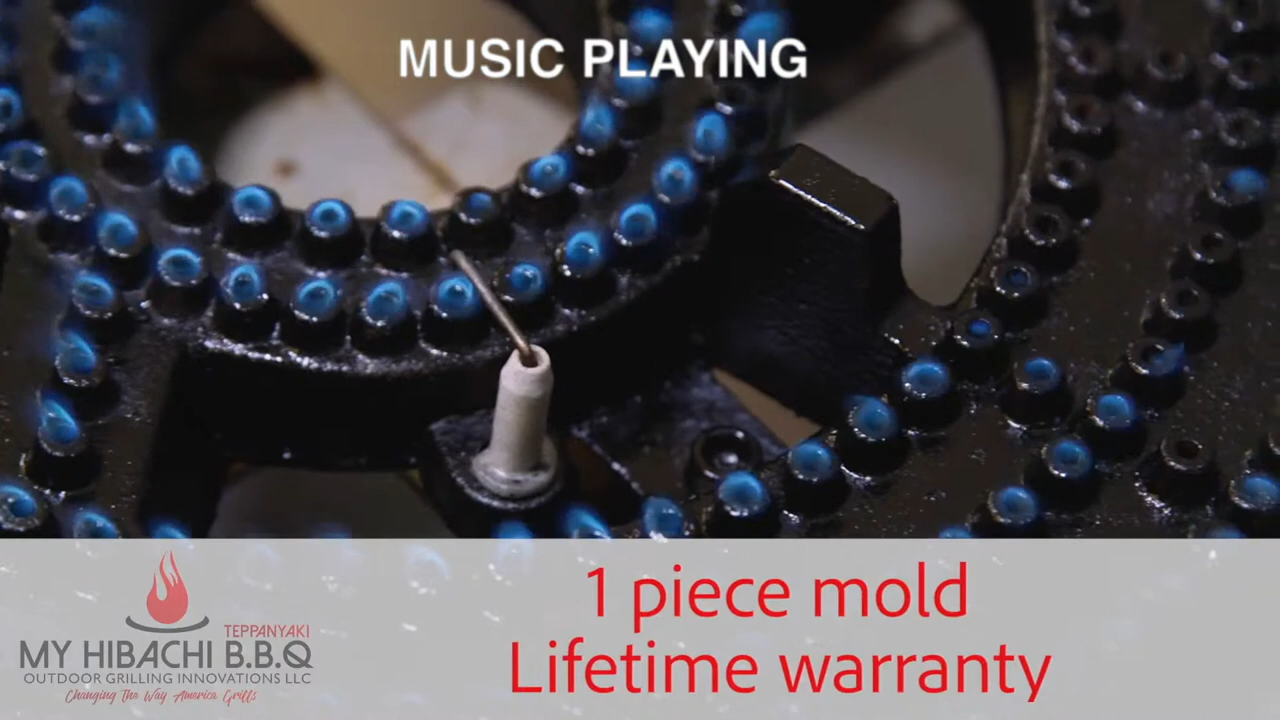 MUSIC PLAYING
1 piece mold
Lifetime warranty
TEPPANYAKI
MY HIBACHI B.B.Q
OUTDOOR GRILLING INNOVATIONS LLC
Changing The Way America Grills